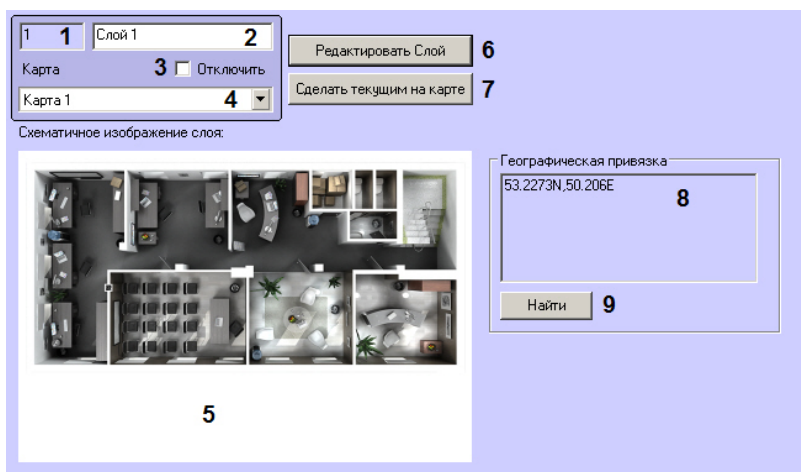 1 1 Слой 1 2
Карта 3 Отключить
Карта 1 4
Редактировать Слой 6
Сделать текущим на карте 7
Схематичное изображение слоя:
5
Географическая привязка
53.2273N,50.206E 8
Найти 9